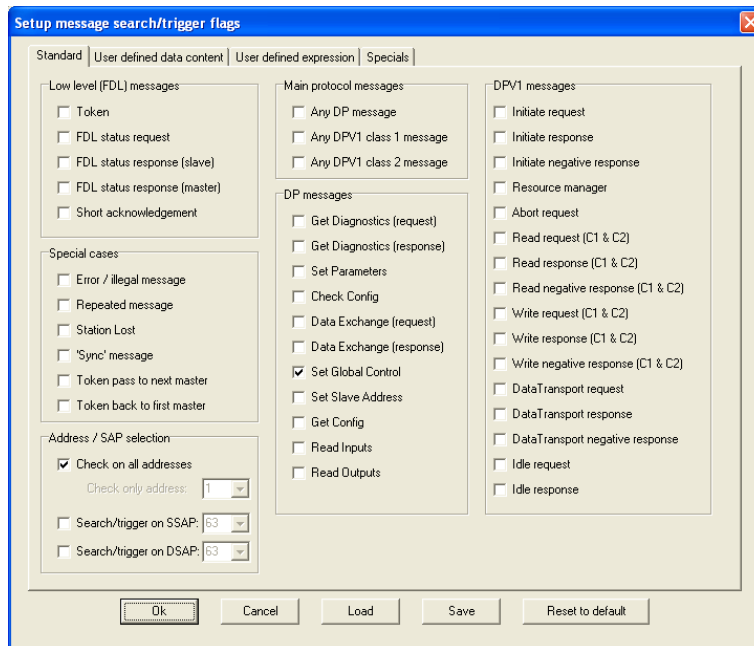 Setup message search/trigger flags
Standard
User defined data content
User defined expression
Specials
Low level (FDL) messages
Token
FDL status request
FDL status response (slave)
FDL status response (master)
Short acknowledgement
Special cases
Error / illegal message
Repeated message
Station Lost
'Sync' message
Token pass to next master
Token back to first master
Address / SAP selection
Check on all addresses
Check only address: 1
Search/trigger on SSAP: 63
Search/trigger on DSAP: 63
Main protocol messages
Any DP message
Any DPV1 class 1 message
Any DPV1 class 2 message
DP messages
Get Diagnostics (request)
Get Diagnostics (response)
Set Parameters
Check Config
Data Exchange (request)
Data Exchange (response)
Set Global Control
Set Slave Address
Get Config
Read Inputs
Read Outputs
DPV1 messages
Initiate request
Initiate response
Initiate negative response
Resource manager
Abort request
Read request (C1 & C2)
Read response (C1 & C2)
Read negative response (C1 & C2)
Write request (C1 & C2)
Write response (C1 & C2)
Write negative response (C1 & C2)
DataTransport request
DataTransport response
DataTransport negative response
Idle request
Idle response
Ok
Cancel
Load
Save
Reset to default